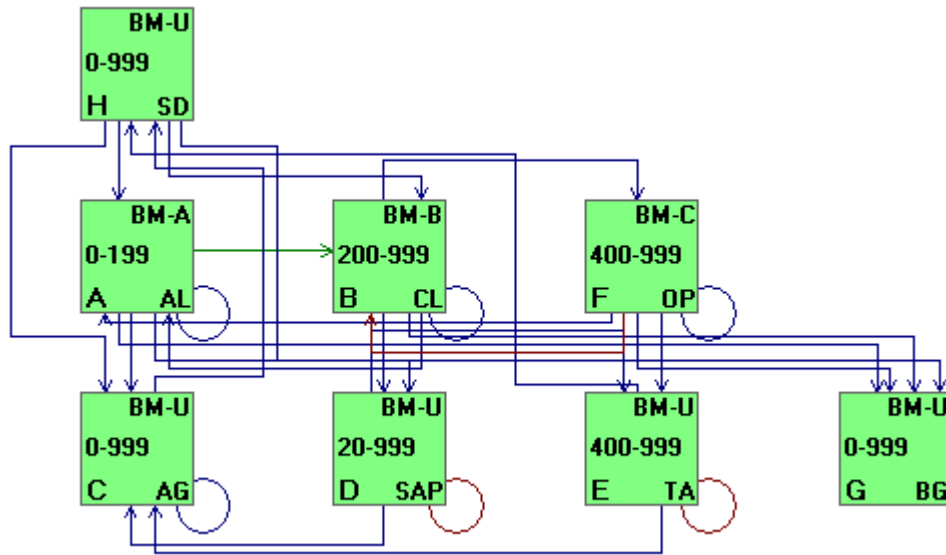 BM-U
0-999
H SD
BM-A
0-199
A AL
BM-B
200-999
B CL
BM-C
400-999
F OP
BM-U
0-999
C AG
BM-U
20-999
D SAP
BM-U
400-999
E TA
BM-U
0-999
G BG